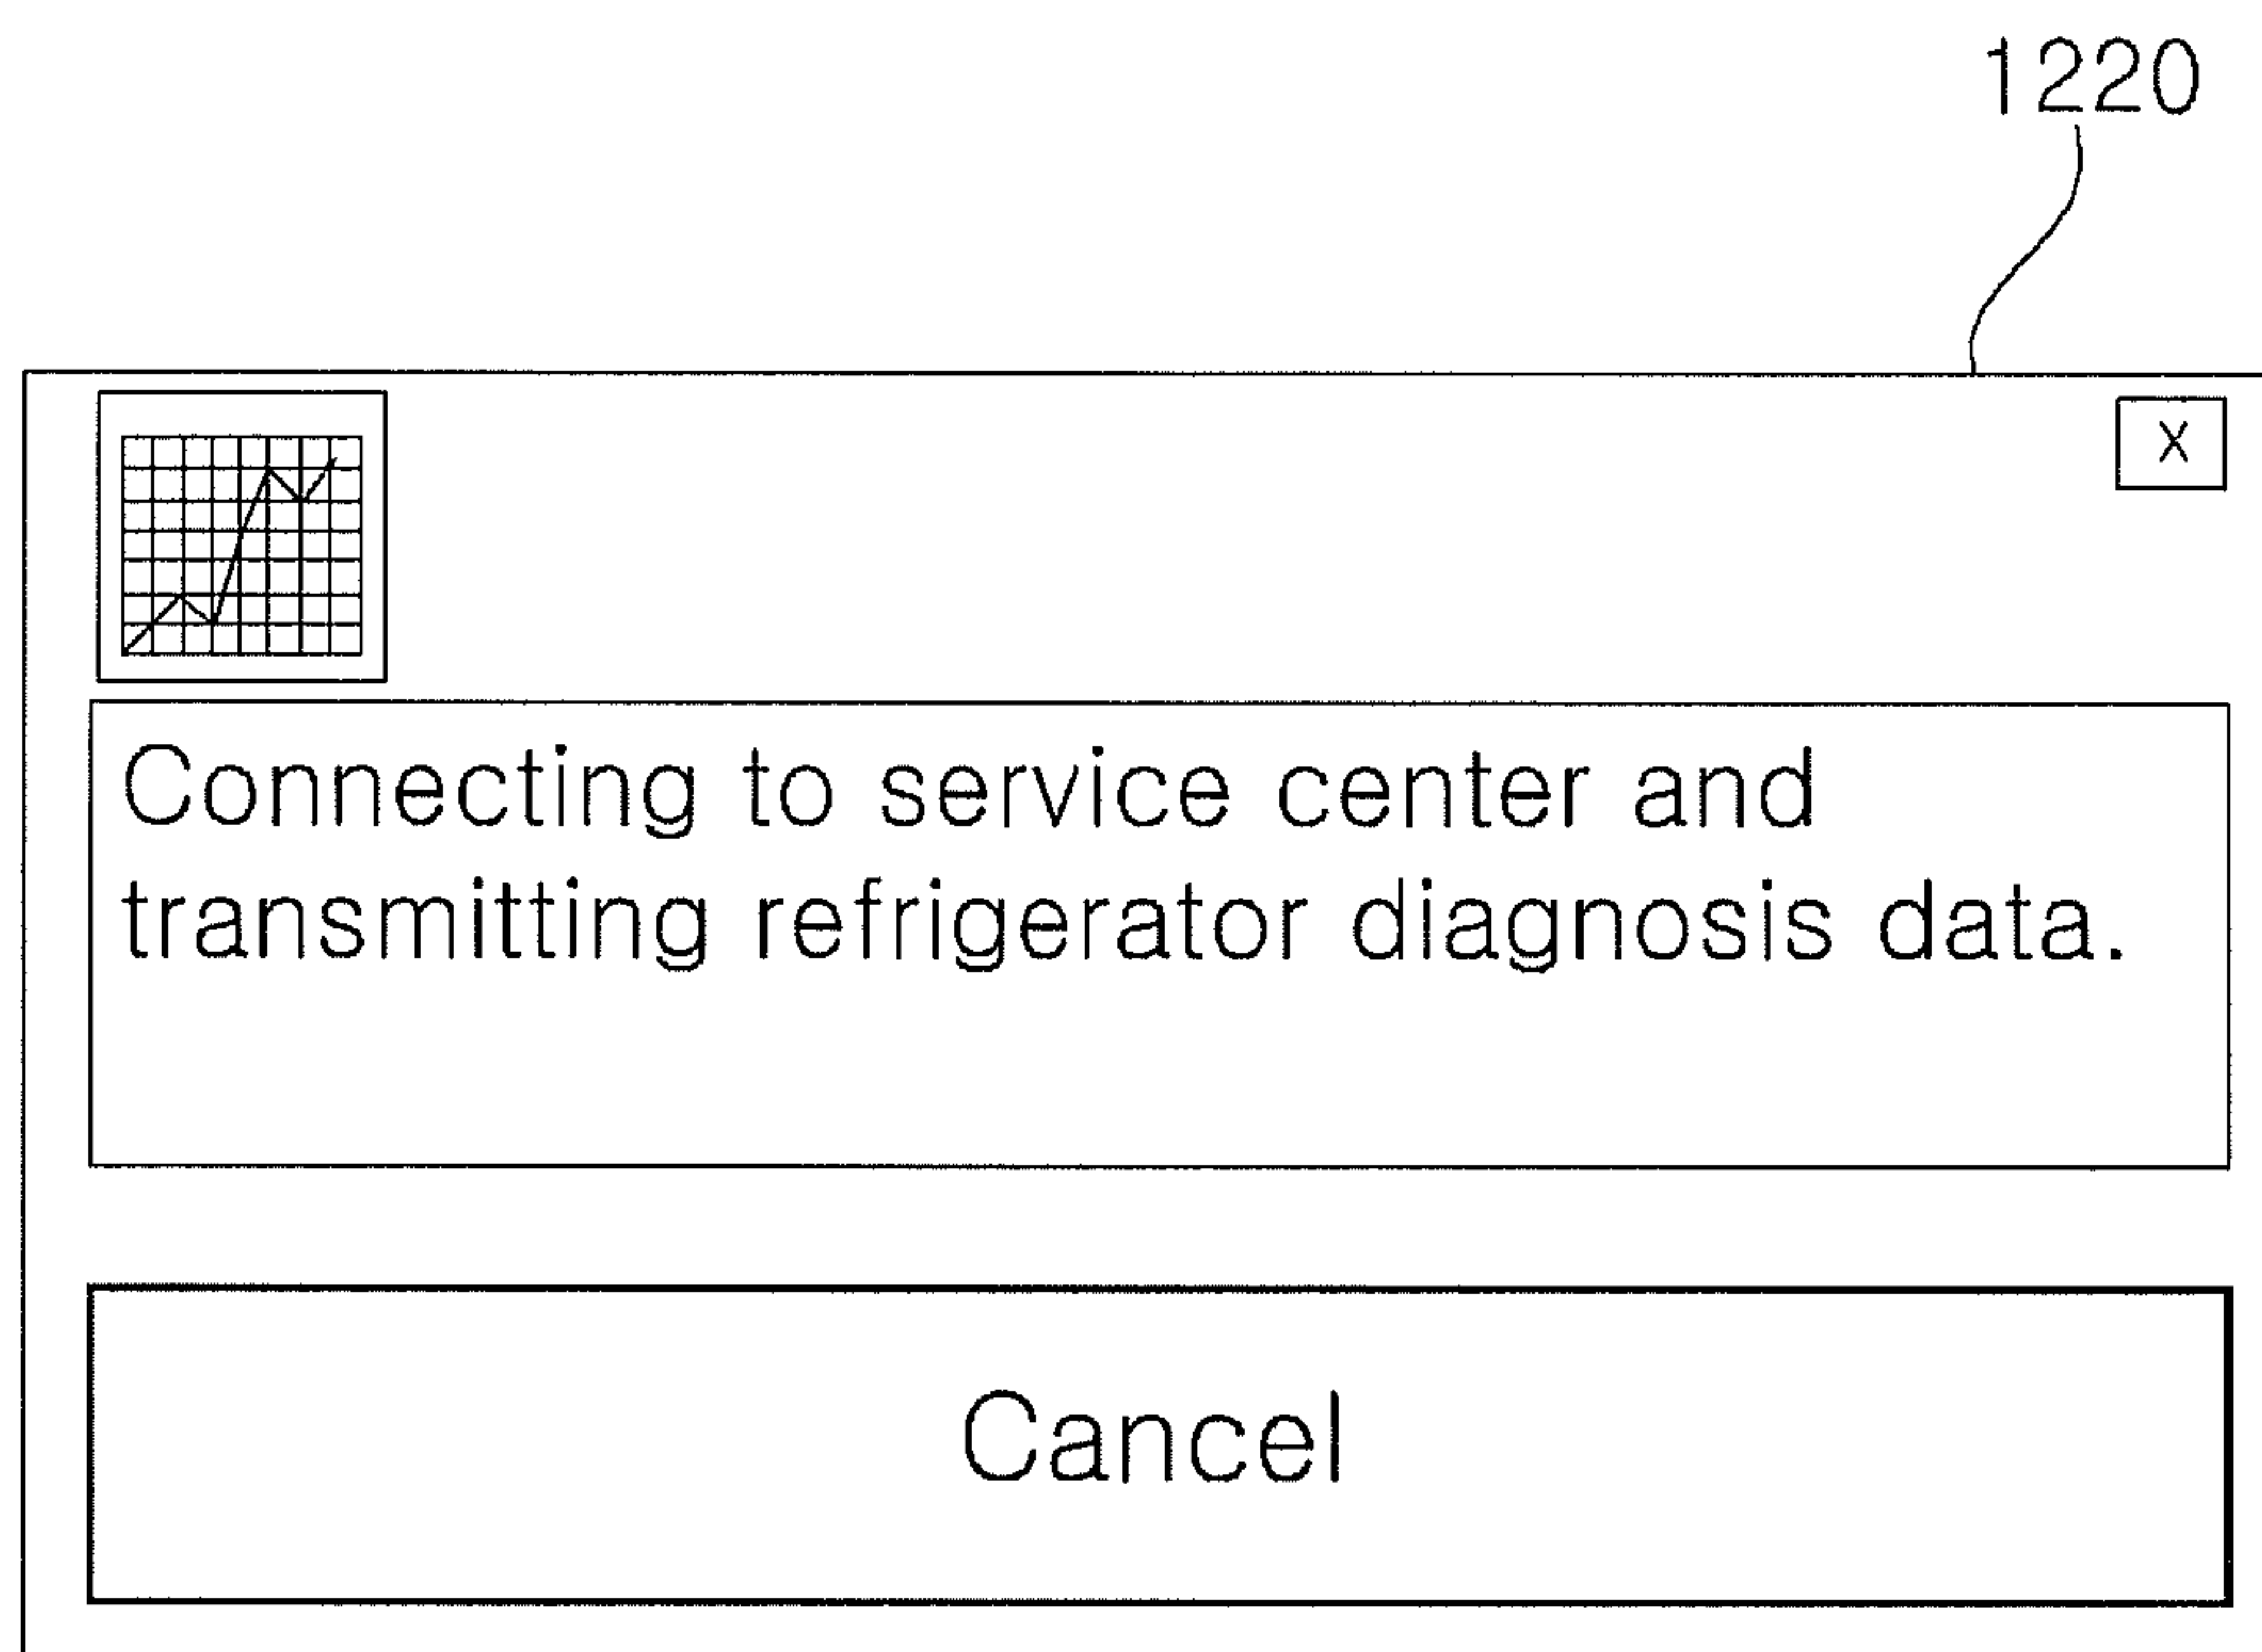 1220
X
Connecting to service center and
transmitting refrigerator diagnosis data.
Cancel